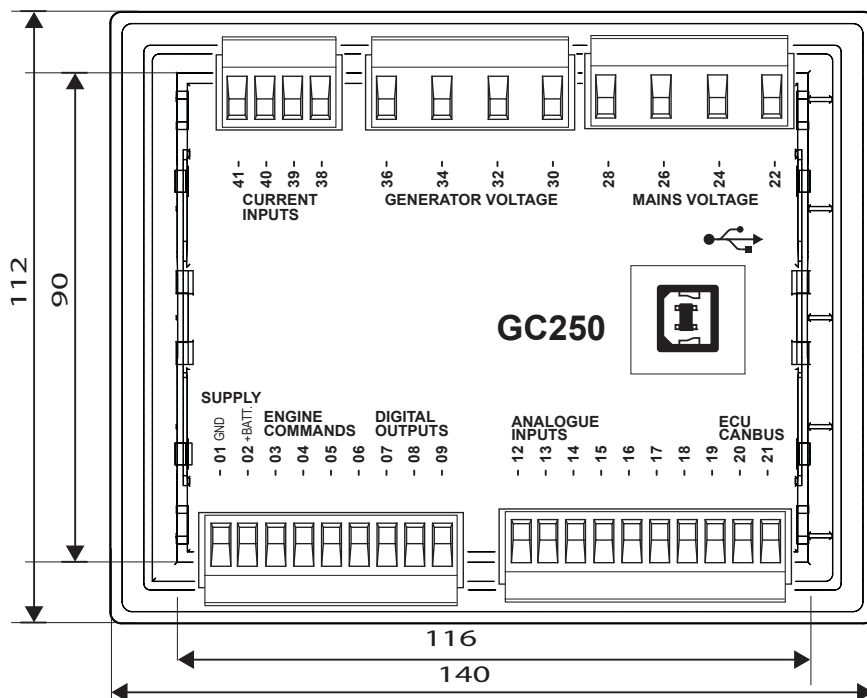 41- 40- 39- 38- 36- 34- 32- 30- 28- 26- 24- 22-
CURRENT
INPUTS
GENERATOR VOLTAGE
MAINS VOLTAGE
112
90
GC250
SUPPLY
ENGINE
COMMANDS
DIGITAL
OUTPUTS
ANALOGUE
INPUTS
ECU
CANBUS
- 01 GND
- 02 +BATT.
- 03
- 04
- 05
- 06
- 07
- 08
- 09
- 12
- 13
- 14
- 15
- 16
- 17
- 18
- 19
- 20
- 21
116
140